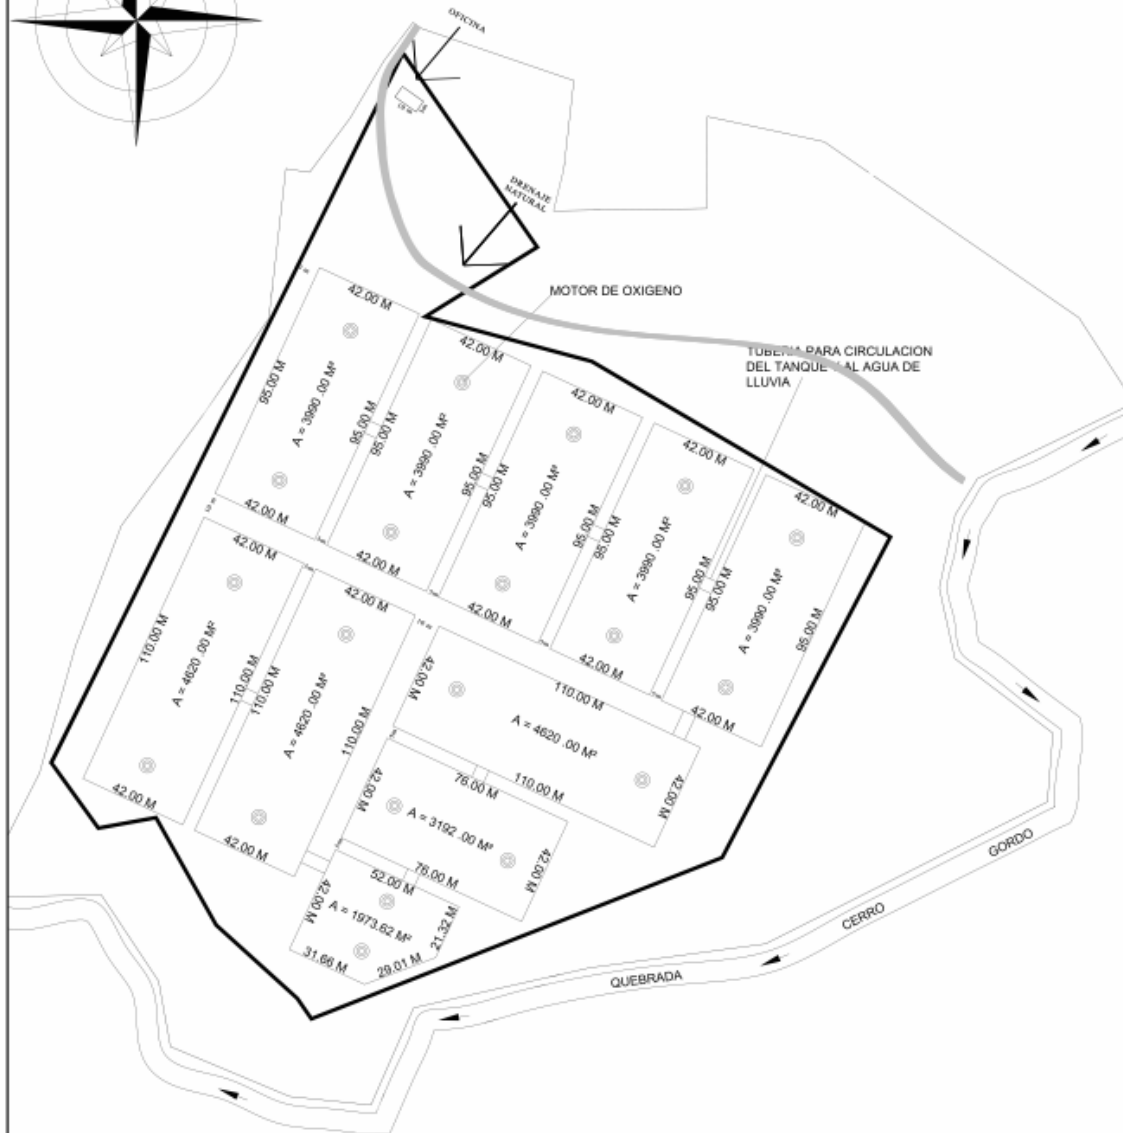 OFICINA
10 M
DRENAJE
NATURAL
MOTOR DE OXIGENO
TUBERIA PARA CIRCULACION
DEL TANQUE Y AL AGUA DE
LLUVIA
42.00 M
95.00 M
A = 3990 .00 M²
95.00 M
42.00 M
42.00 M
95.00 M
A = 3990 .00 M²
95.00 M
42.00 M
42.00 M
95.00 M
A = 3990 .00 M²
95.00 M
42.00 M
42.00 M
95.00 M
A = 3990 .00 M²
95.00 M
42.00 M
42.00 M
95.00 M
A = 3990 .00 M²
95.00 M
42.00 M
42.00 M
110.00 M
A = 4620 .00 M²
110.00 M
42.00 M
42.00 M
110.00 M
A = 4620 .00 M²
110.00 M
42.00 M
42.00 M
110.00 M
A = 4620 .00 M²
110.00 M
42.00 M
42.00 M
76.00 M
A = 3192 .00 M²
76.00 M
42.00 M
42.00 M
52.00 M
A = 1973.62 M²
21.32 M
31.66 M
29.01 M
QUEBRADA
CERRO
GORDO